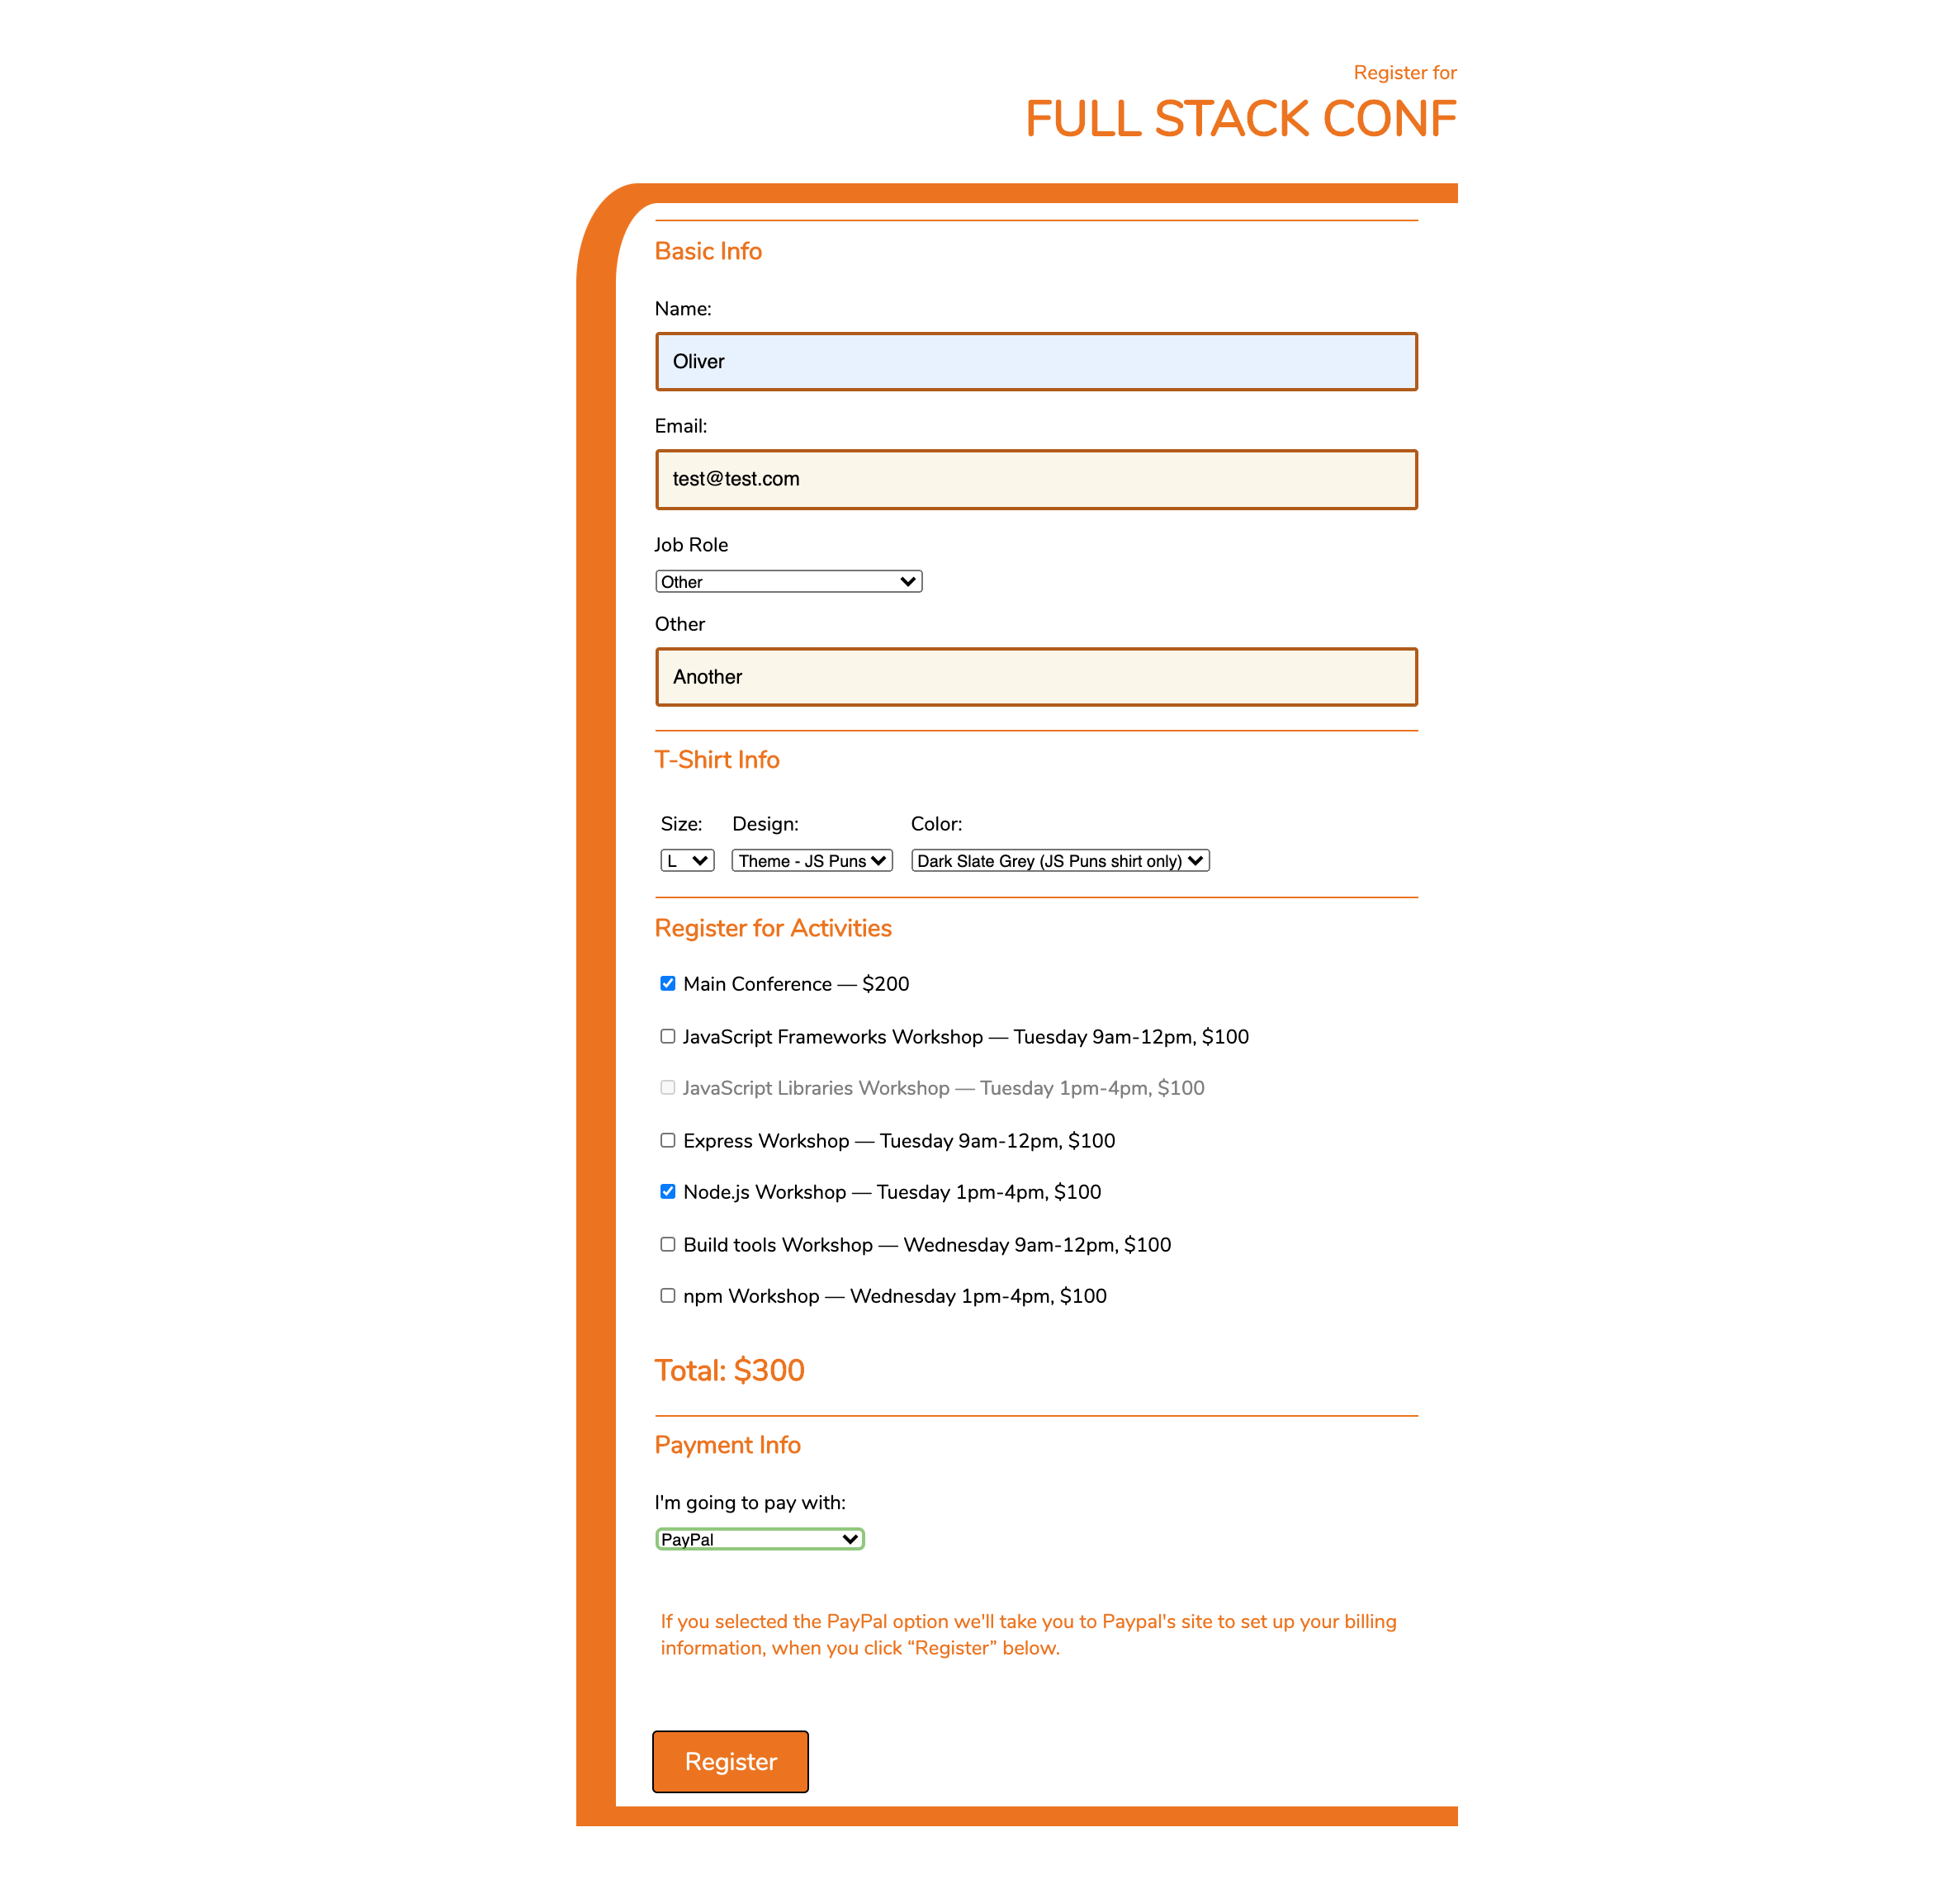 Register for
FULL STACK CONF
Basic Info
Name:
Oliver
Email:
test@test.com
Job Role
Other
Other
Another
T-Shirt Info
Size: Design: Color:
L Theme - JS Puns Dark Slate Grey (JS Puns shirt only)
Register for Activities
Main Conference — $200
JavaScript Frameworks Workshop — Tuesday 9am-12pm, $100
JavaScript Libraries Workshop — Tuesday 1pm-4pm, $100
Express Workshop — Tuesday 9am-12pm, $100
Node.js Workshop — Tuesday 1pm-4pm, $100
Build tools Workshop — Wednesday 9am-12pm, $100
npm Workshop — Wednesday 1pm-4pm, $100
Total: $300
Payment Info
I'm going to pay with:
PayPal
If you selected the PayPal option we'll take you to Paypal's site to set up your billing
information, when you click “Register” below.
Register